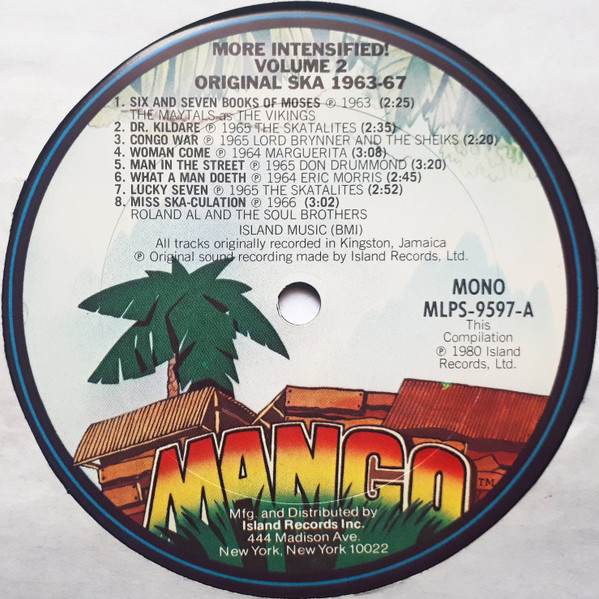 MORE INTENSIFIED!
VOLUME 2
ORIGINAL SKA 1963-67
1. SIX AND SEVEN BOOKS OF MOSES ℗ 1963 (2:25)
THE MAYTALS as THE VIKINGS
2. DR. KILDARE ℗ 1965 THE SKATALITES (2:35)
3. CONGO WAR ℗ 1965 LORD BRYNNER AND THE SHEIKS (2:20)
4. WOMAN COME ℗ 1964 MARGUERITA (3:08)
5. MAN IN THE STREET ℗ 1965 DON DRUMMOND (3:20)
6. WHAT A MAN DOETH ℗ 1964 ERIC MORRIS (2:45)
7. LUCKY SEVEN ℗ 1965 THE SKATALITES (2:52)
8. MISS SKA-CULATION ℗ 1966 (3:02)
ROLAND AL AND THE SOUL BROTHERS
ISLAND MUSIC (BMI)
All tracks originally recorded in Kingston, Jamaica
℗ Original sound recording made by Island Records, Ltd.
MONO
MLPS-9597-A
This
Compilation
℗ 1980 Island
Records, Ltd.
MANGO TM
Mfg. and Distributed by
Island Records Inc.
444 Madison Ave.
New York, New York 10022